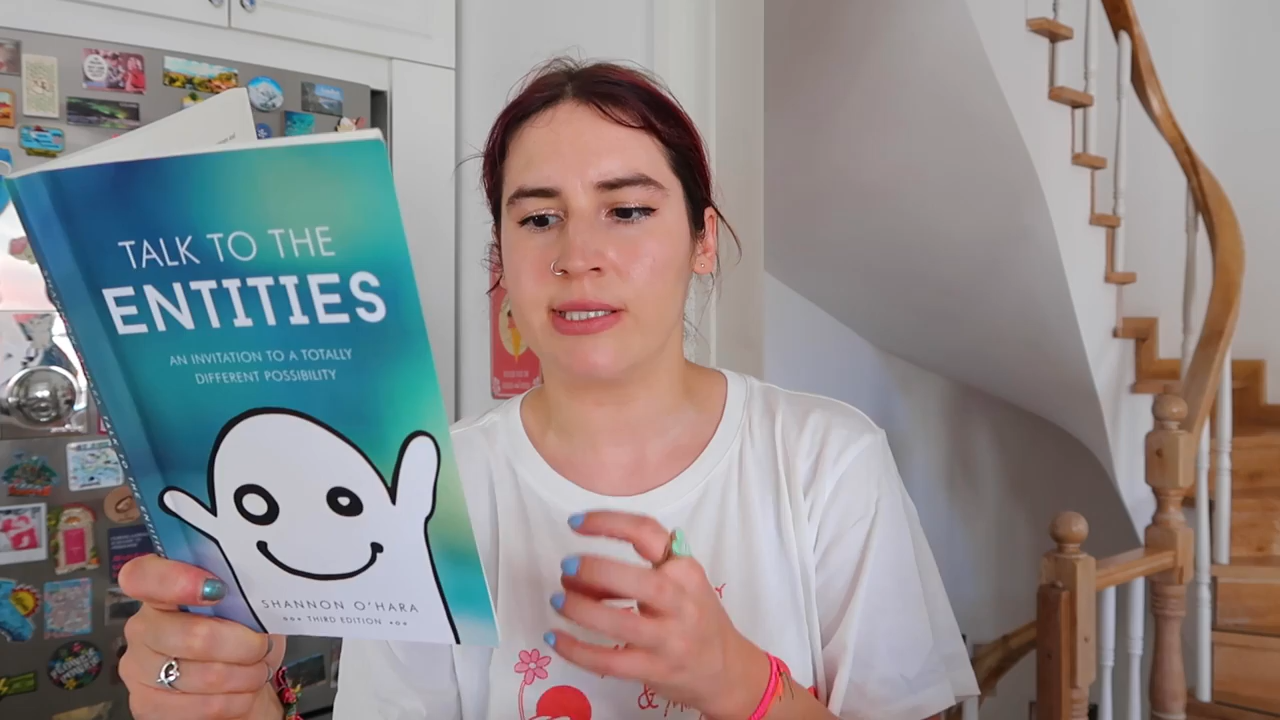 TALK TO THE
ENTITIES
AN INVITATION TO A TOTALLY
DIFFERENT POSSIBILITY
SHANNON O'HARA
THIRD EDITION
&